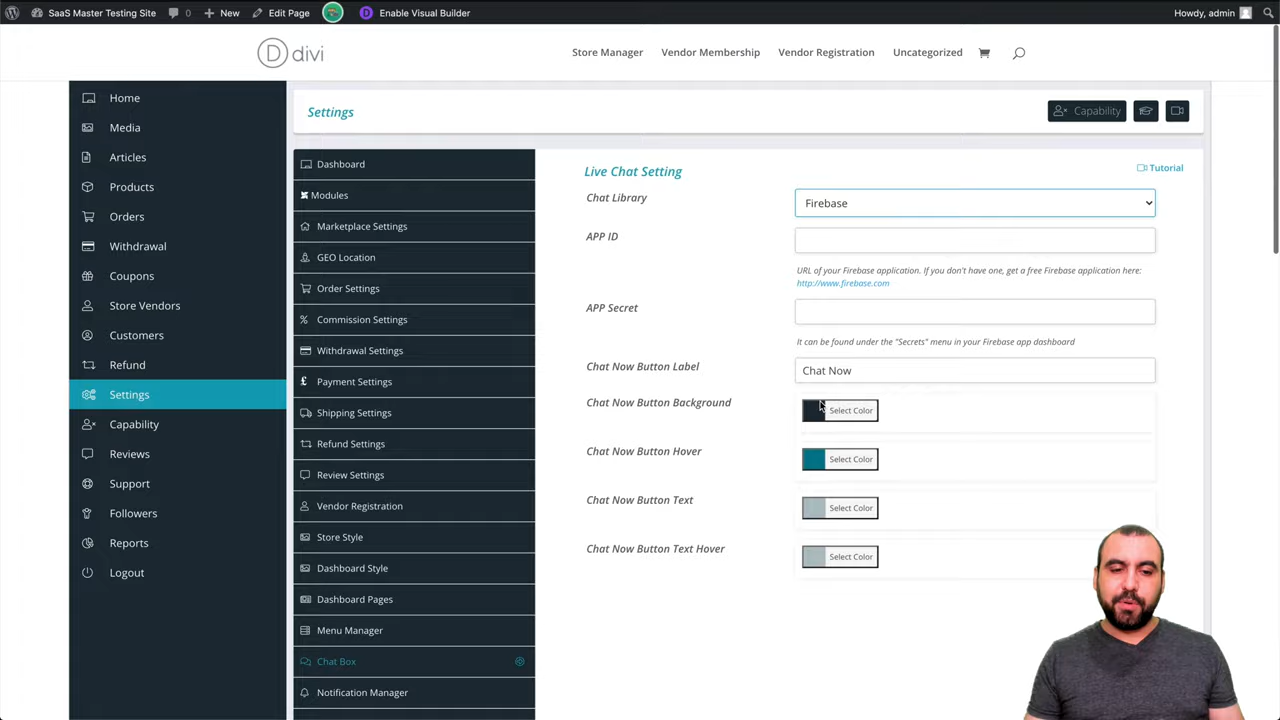 SaaS Master Testing Site
0
New
Edit Page
D
Enable Visual Builder
Howdy, admin
D divi
Store Manager
Vendor Membership
Vendor Registration
Uncategorized
Home
Media
Articles
Products
Orders
Withdrawal
Coupons
Store Vendors
Customers
Refund
Settings
Capability
Reviews
Support
Followers
Reports
Logout
Settings
Capability
Dashboard
Modules
Marketplace Settings
GEO Location
Order Settings
Commission Settings
Withdrawal Settings
Payment Settings
Shipping Settings
Refund Settings
Review Settings
Vendor Registration
Store Style
Dashboard Style
Dashboard Pages
Menu Manager
Chat Box
Notification Manager
Live Chat Setting
Tutorial
Chat Library
Firebase
APP ID
URL of your Firebase application. If you don't have one, get a free Firebase application here:
http://www.firebase.com
APP Secret
It can be found under the "Secrets" menu in your Firebase app dashboard
Chat Now Button Label
Chat Now
Chat Now Button Background
Select Color
Chat Now Button Hover
Select Color
Chat Now Button Text
Select Color
Chat Now Button Text Hover
Select Color